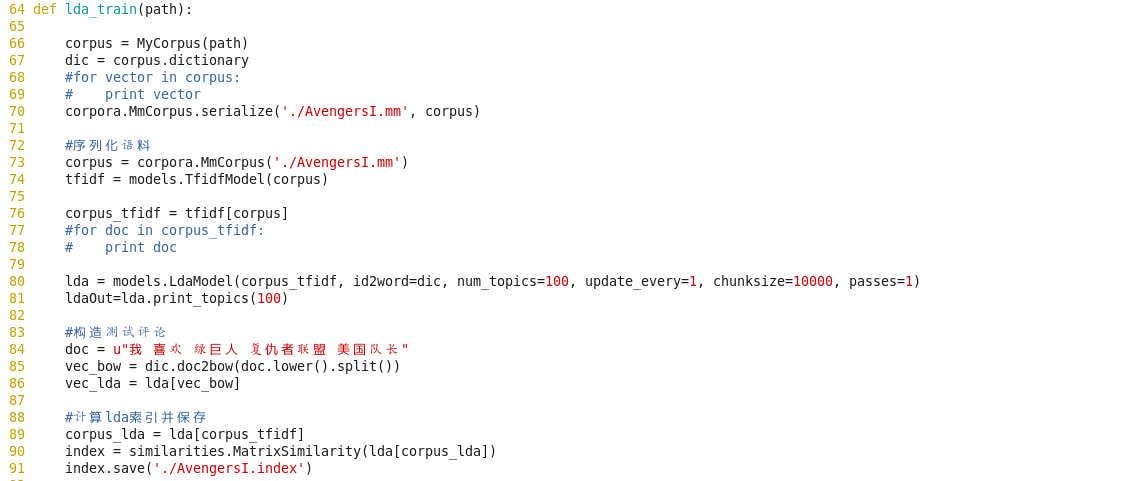 64 def lda_train(path):
65
66     corpus = MyCorpus(path)
67     dic = corpus.dictionary
68     #for vector in corpus:
69     #    print vector
70     corpora.MmCorpus.serialize('./AvengersI.mm', corpus)
71
72     #序列化语料
73     corpus = corpora.MmCorpus('./AvengersI.mm')
74     tfidf = models.TfidfModel(corpus)
75
76     corpus_tfidf = tfidf[corpus]
77     #for doc in corpus_tfidf:
78     #    print doc
79
80     lda = models.LdaModel(corpus_tfidf, id2word=dic, num_topics=100, update_every=1, chunksize=10000, passes=1)
81     ldaOut=lda.print_topics(100)
82
83     #构造测试评论
84     doc = u"我 喜欢 绿巨人 复仇者联盟 美国队长"
85     vec_bow = dic.doc2bow(doc.lower().split())
86     vec_lda = lda[vec_bow]
87
88     #计算lda索引并保存
89     corpus_lda = lda[corpus_tfidf]
90     index = similarities.MatrixSimilarity(lda[corpus_lda])
91     index.save('./AvengersI.index')